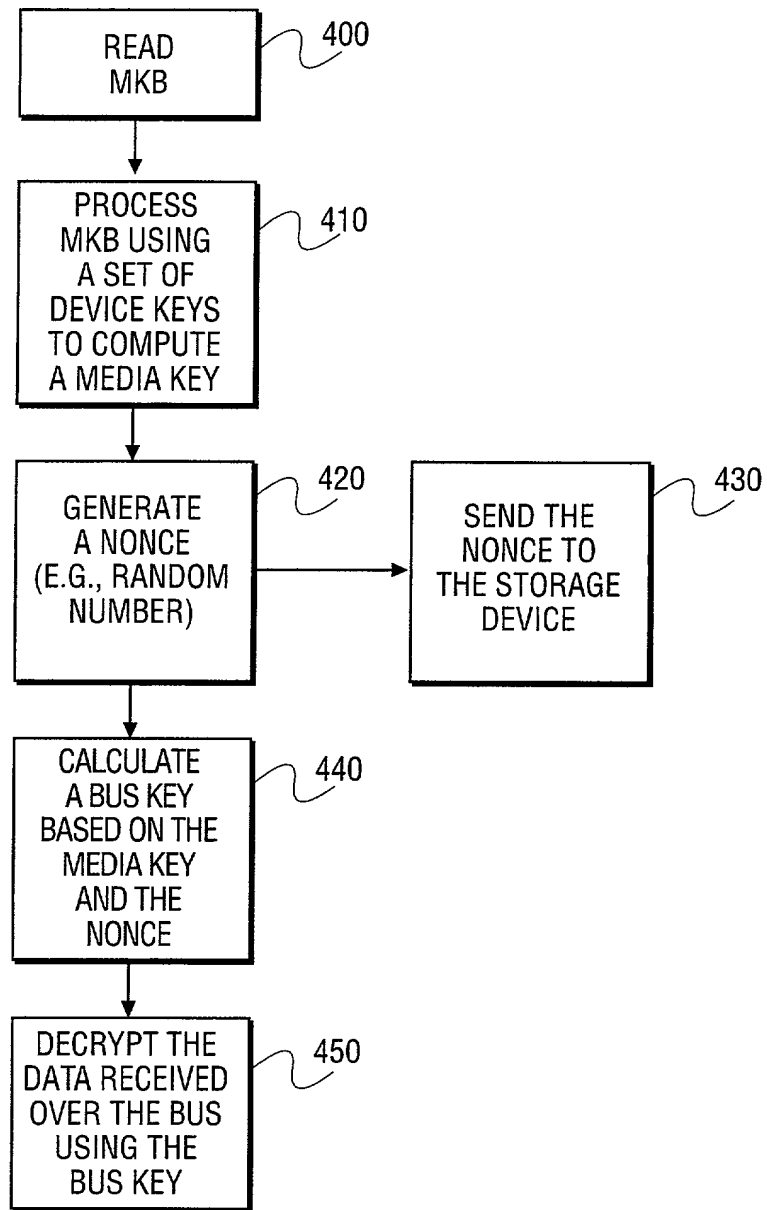 READ
MKB
400
PROCESS
MKB USING
A SET OF
DEVICE KEYS
TO COMPUTE
A MEDIA KEY
410
GENERATE
A NONCE
(E.G., RANDOM
NUMBER)
420
SEND THE
NONCE TO
THE STORAGE
DEVICE
430
CALCULATE
A BUS KEY
BASED ON THE
MEDIA KEY
AND THE
NONCE
440
DECRYPT THE
DATA RECEIVED
OVER THE BUS
USING THE
BUS KEY
450